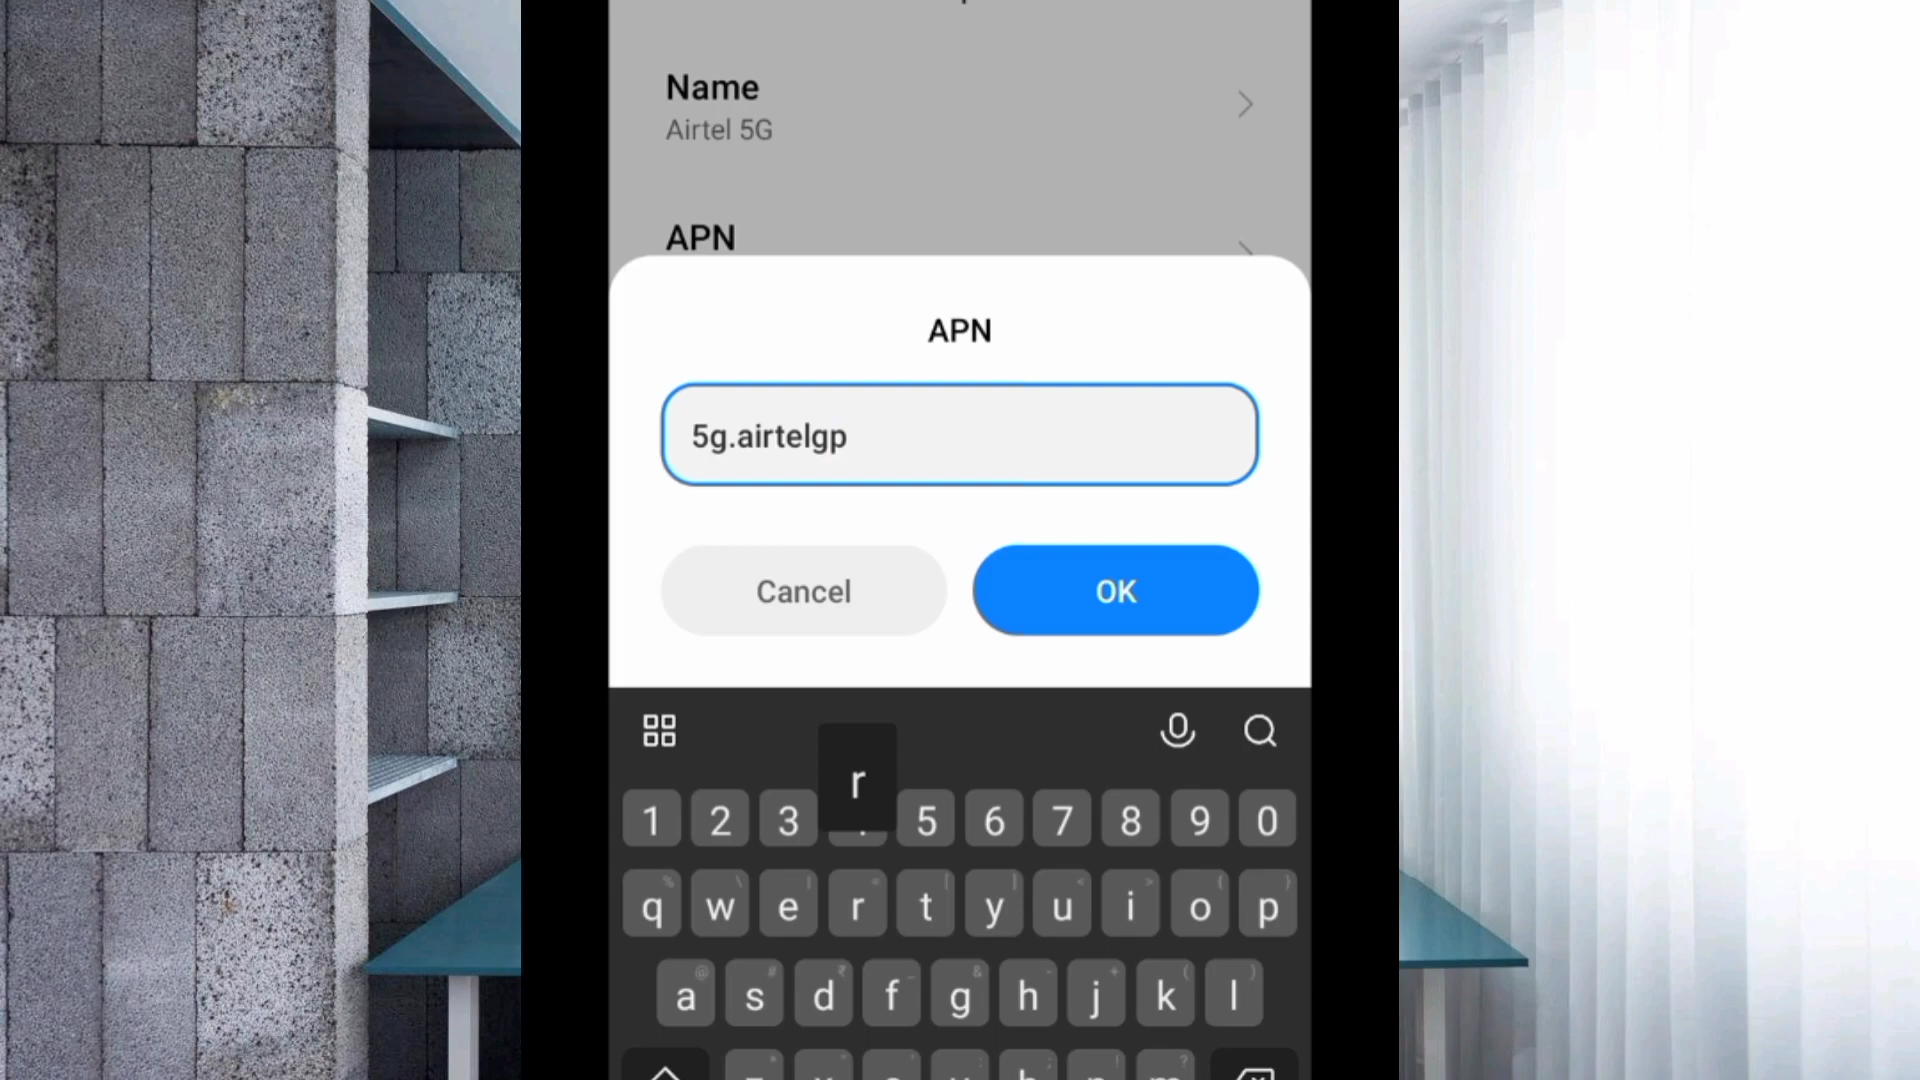 Name
Airtel 5G
APN
APN
5g.airtelgp
Cancel
OK
r
1 2 3 5 6 7 8 9 0
q w e r t y u i o p
a s d f g h j k l